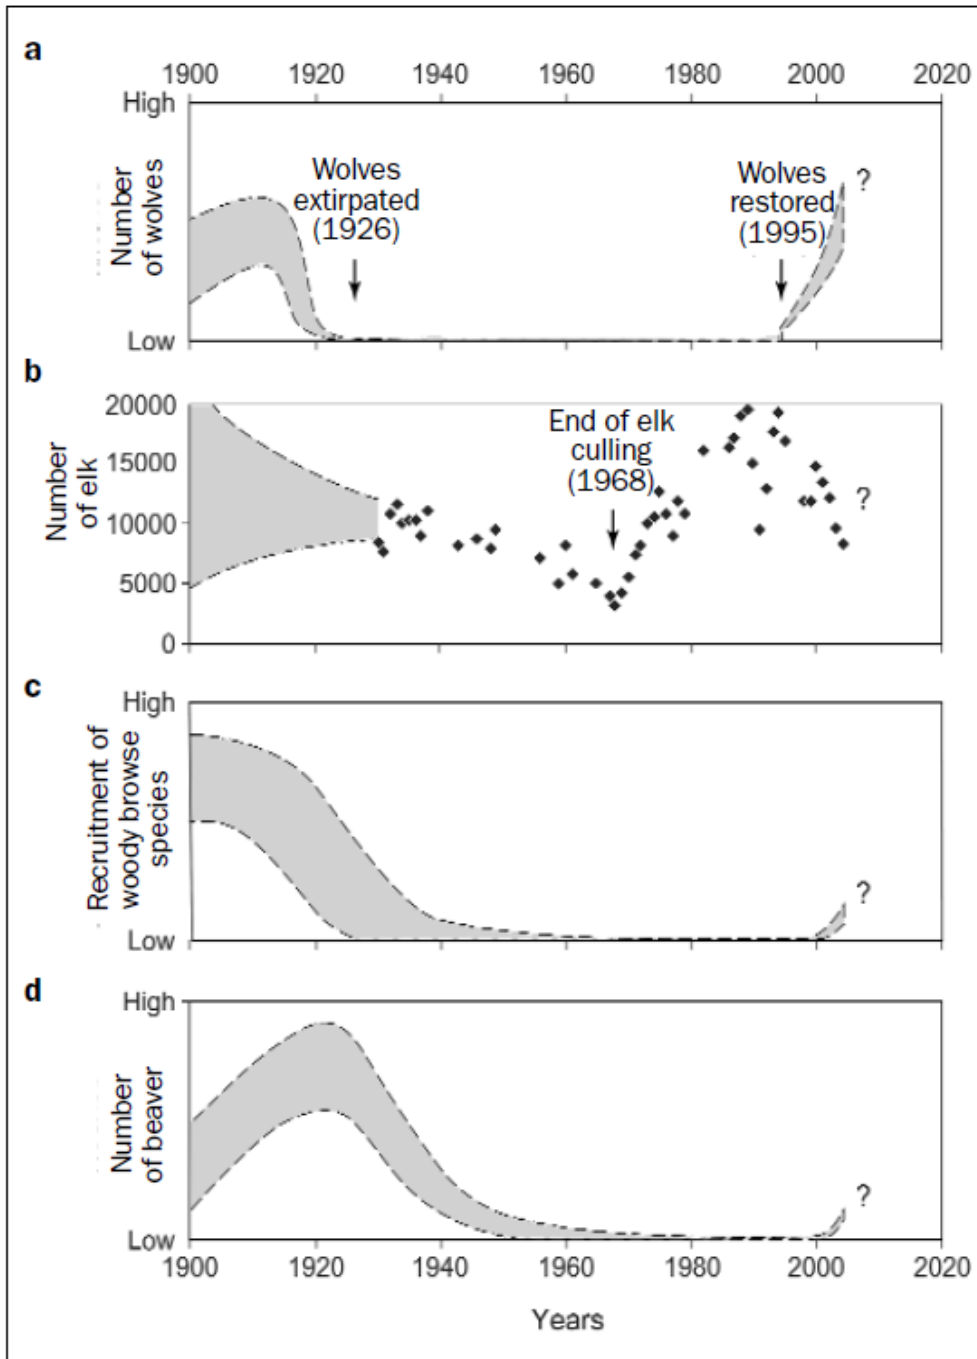 a
1900 1920 1940 1960 1980 2000 2020
High
Number
of wolves
Low
Wolves
extirpated
(1926)
Wolves
restored
(1995)
?
b
20000
15000
10000
5000
0
Number
of elk
End of elk
culling
(1968)
?
c
High
Recruitment of
woody browse
species
Low
?
d
High
Number
of beaver
Low
?
1900 1920 1940 1960 1980 2000 2020
Years